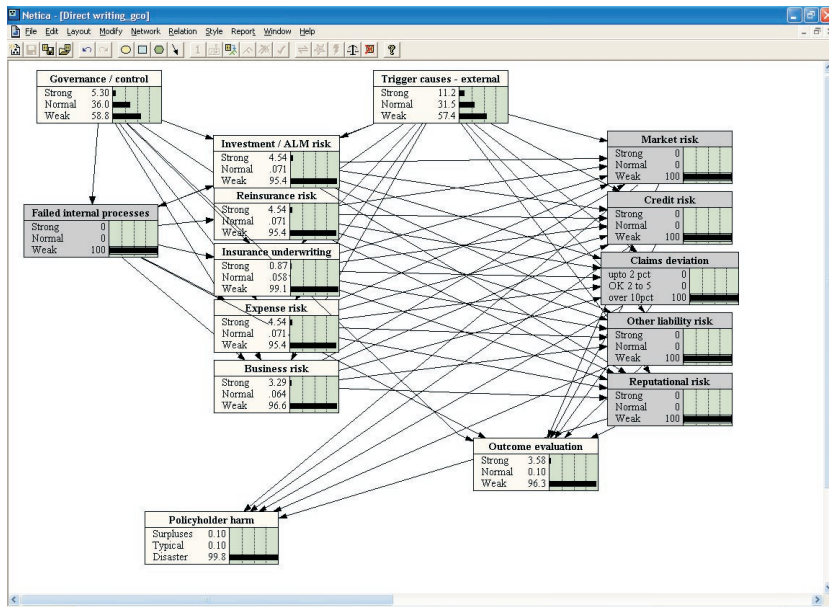 Netica - [Direct writing_gco]
File Edit Layout Modify Network Relation Style Report Window Help
Governance / control
Strong 5.30
Normal 36.0
Weak 58.8
Trigger causes - external
Strong 11.2
Normal 31.5
Weak 57.4
Investment / ALM risk
Strong 4.54
Normal .071
Weak 95.4
Market risk
Strong 0
Normal 0
Weak 100
Reinsurance risk
Strong 4.54
Normal .071
Weak 95.4
Credit risk
Strong 0
Normal 0
Weak 100
Failed internal processes
Strong 0
Normal 0
Weak 100
Insurance underwriting
Strong 0.87
Normal .058
Weak 99.1
Claims deviation
upto 2 pct 0
OK 2 to 5 0
over 10pct 100
Expense risk
Strong 4.54
Normal .071
Weak 95.4
Other liability risk
Strong 0
Normal 0
Weak 100
Business risk
Strong 3.29
Normal .064
Weak 96.6
Reputational risk
Strong 0
Normal 0
Weak 100
Outcome evaluation
Strong 3.58
Normal 0.10
Weak 96.3
Policyholder harm
Surpluses 0.10
Typical 0.10
Disaster 99.8